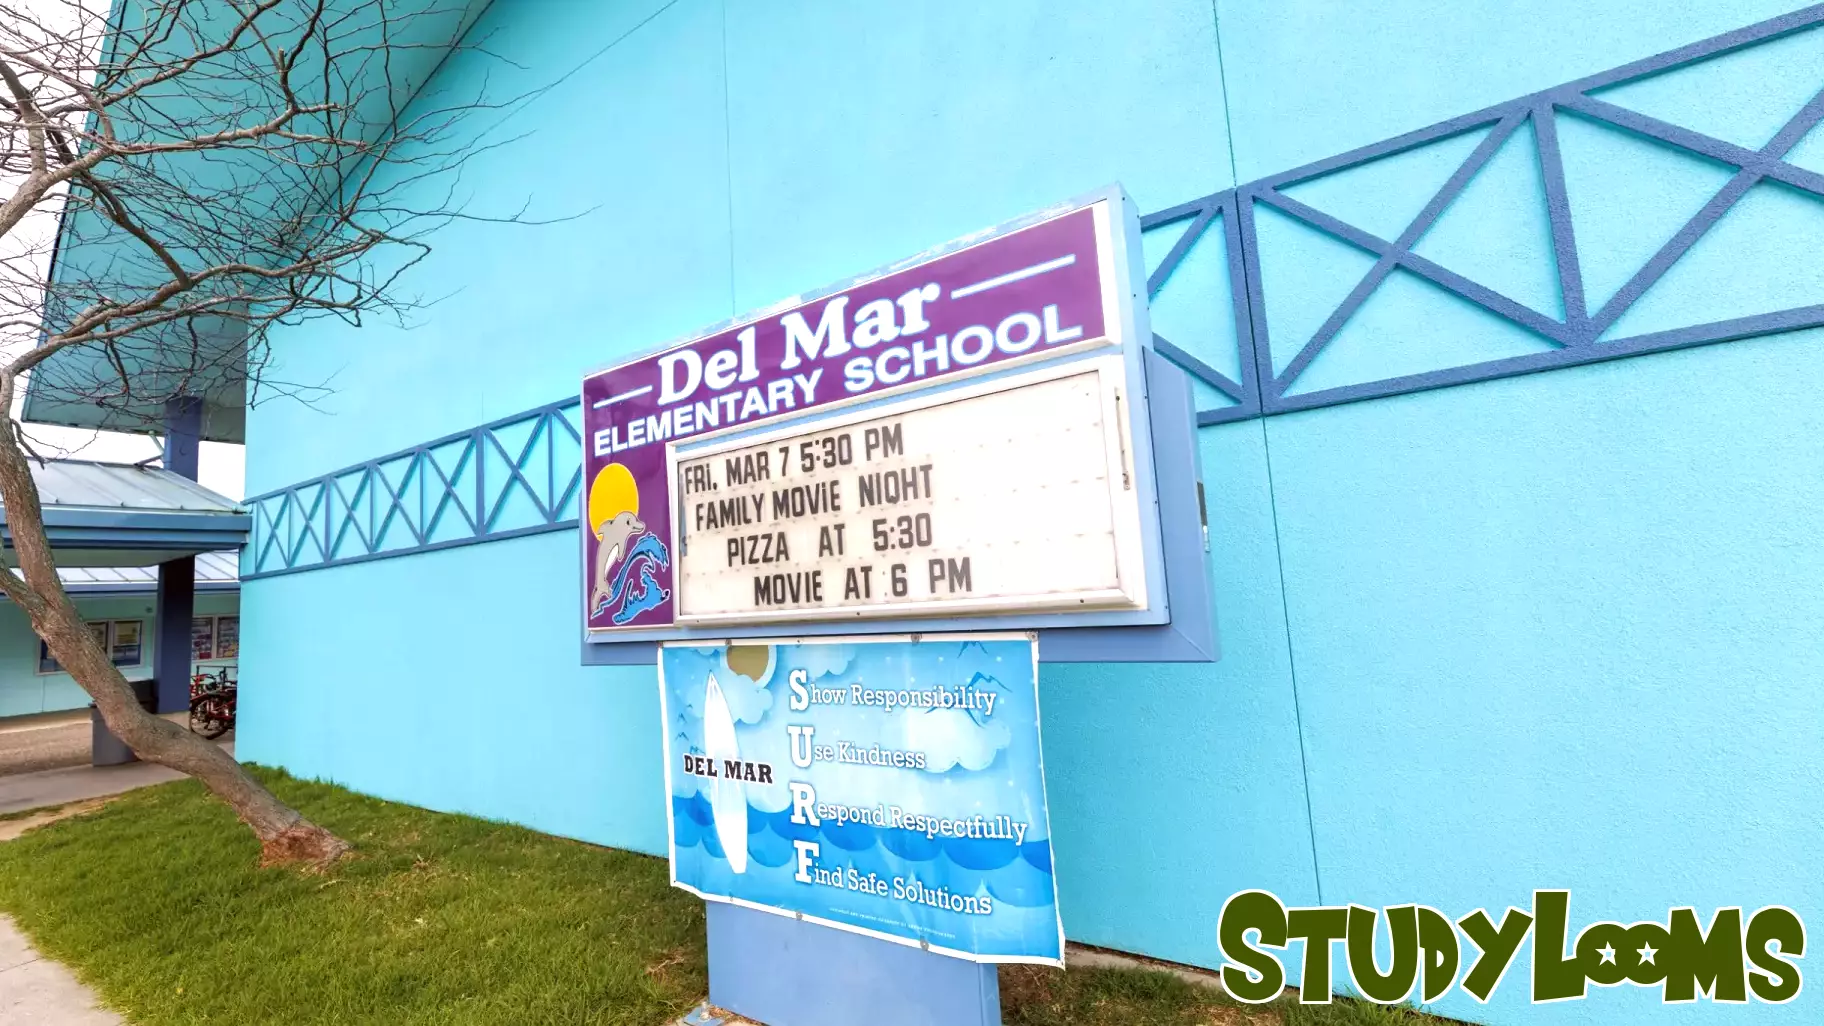 Del Mar
ELEMENTARY SCHOOL
FRi. MAR 7 5:30 PM
FAMILY MOViE NIQHT
PIZZA AT 5:30
MOViE AT 6 PM
Show Responsibility
Use Kindness
DEL MAR
Respond Respectfully
Find Safe Solutions
STUDYLOOMS